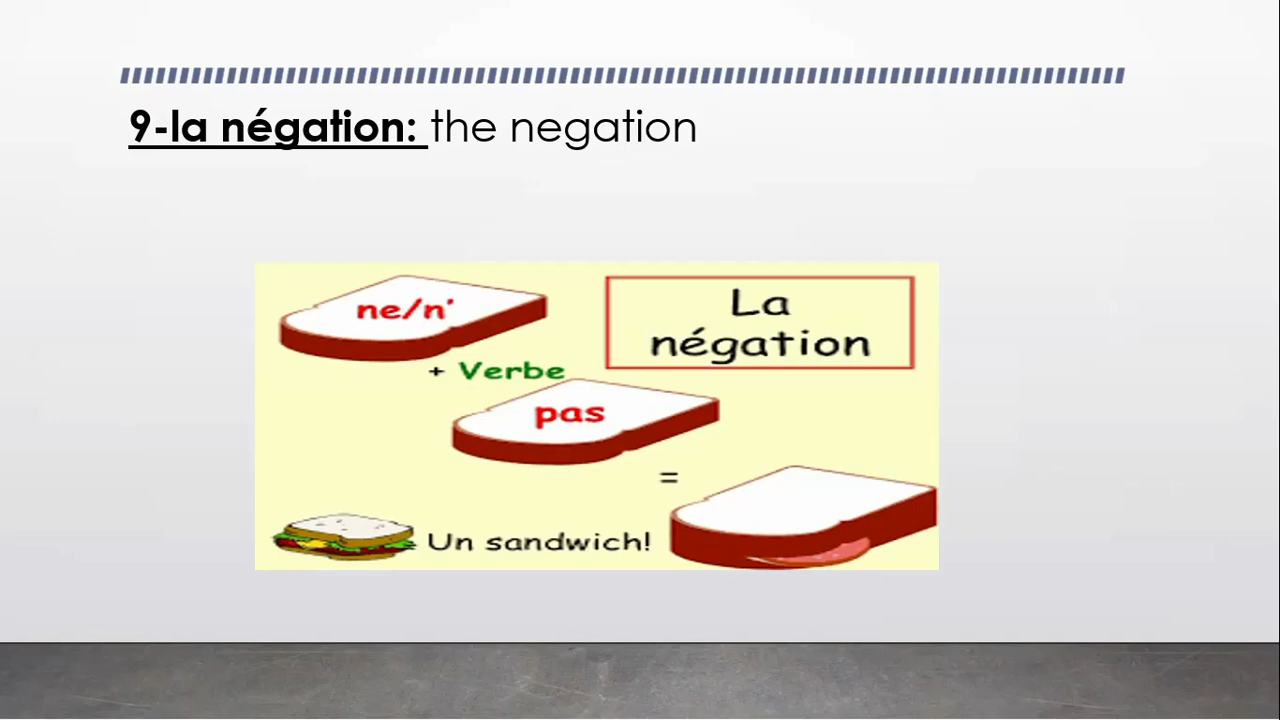 9-la négation: the negation
ne/n'
La
négation
+ Verbe
pas
=
Un sandwich!